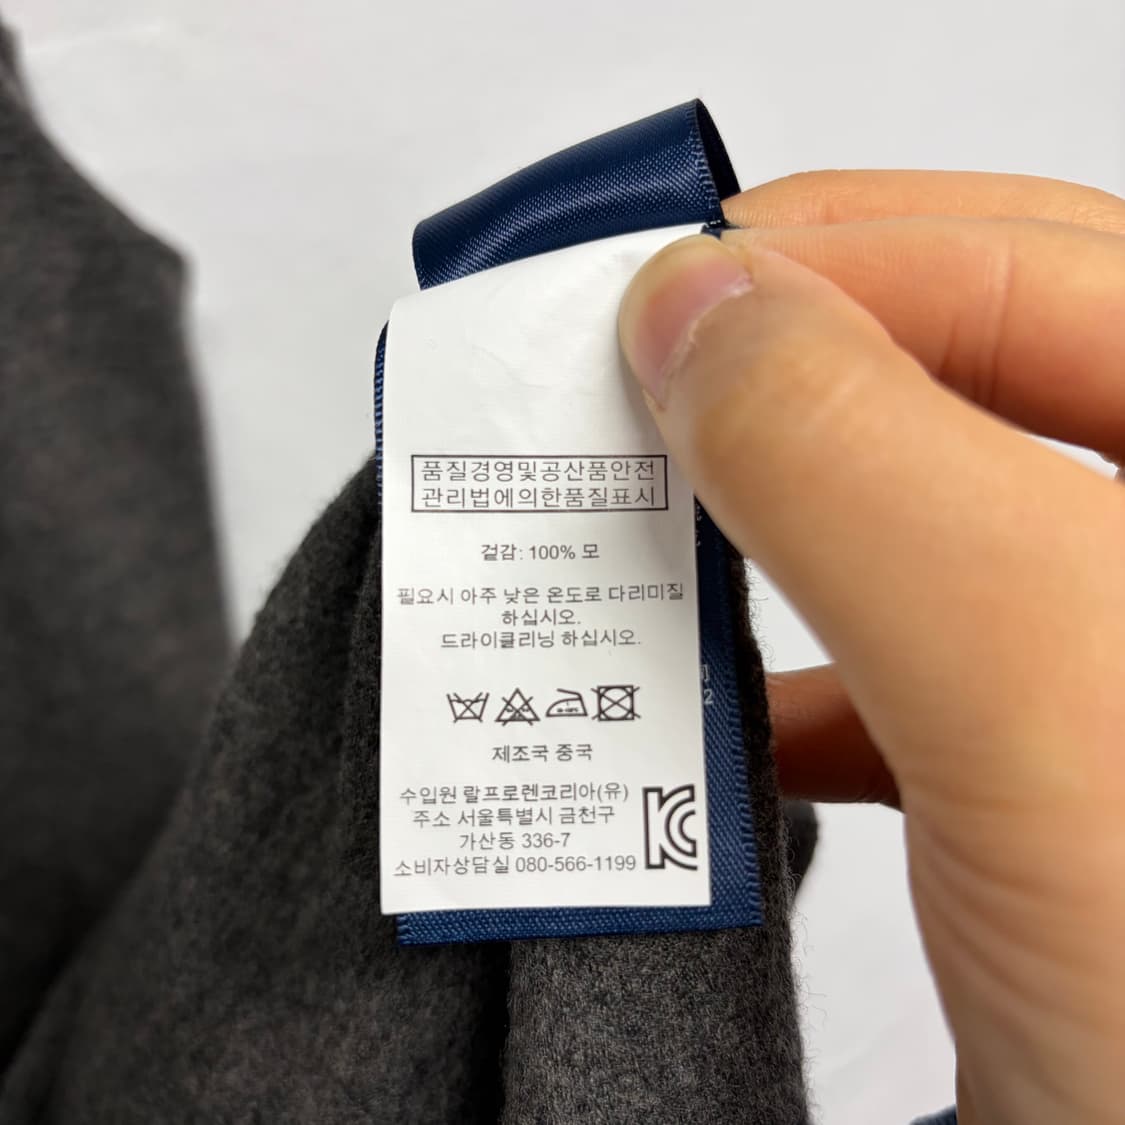 품질경영및공산품안전
관리법에의한품질표시
겉감: 100% 모
필요시 아주 낮은 온도로 다리미질
하십시오.
드라이클리닝 하십시오.
제조국 중국
수입원 랄프로렌코리아(유)
주소 서울특별시 금천구
가산동 336-7
소비자상담실 080-566-1199